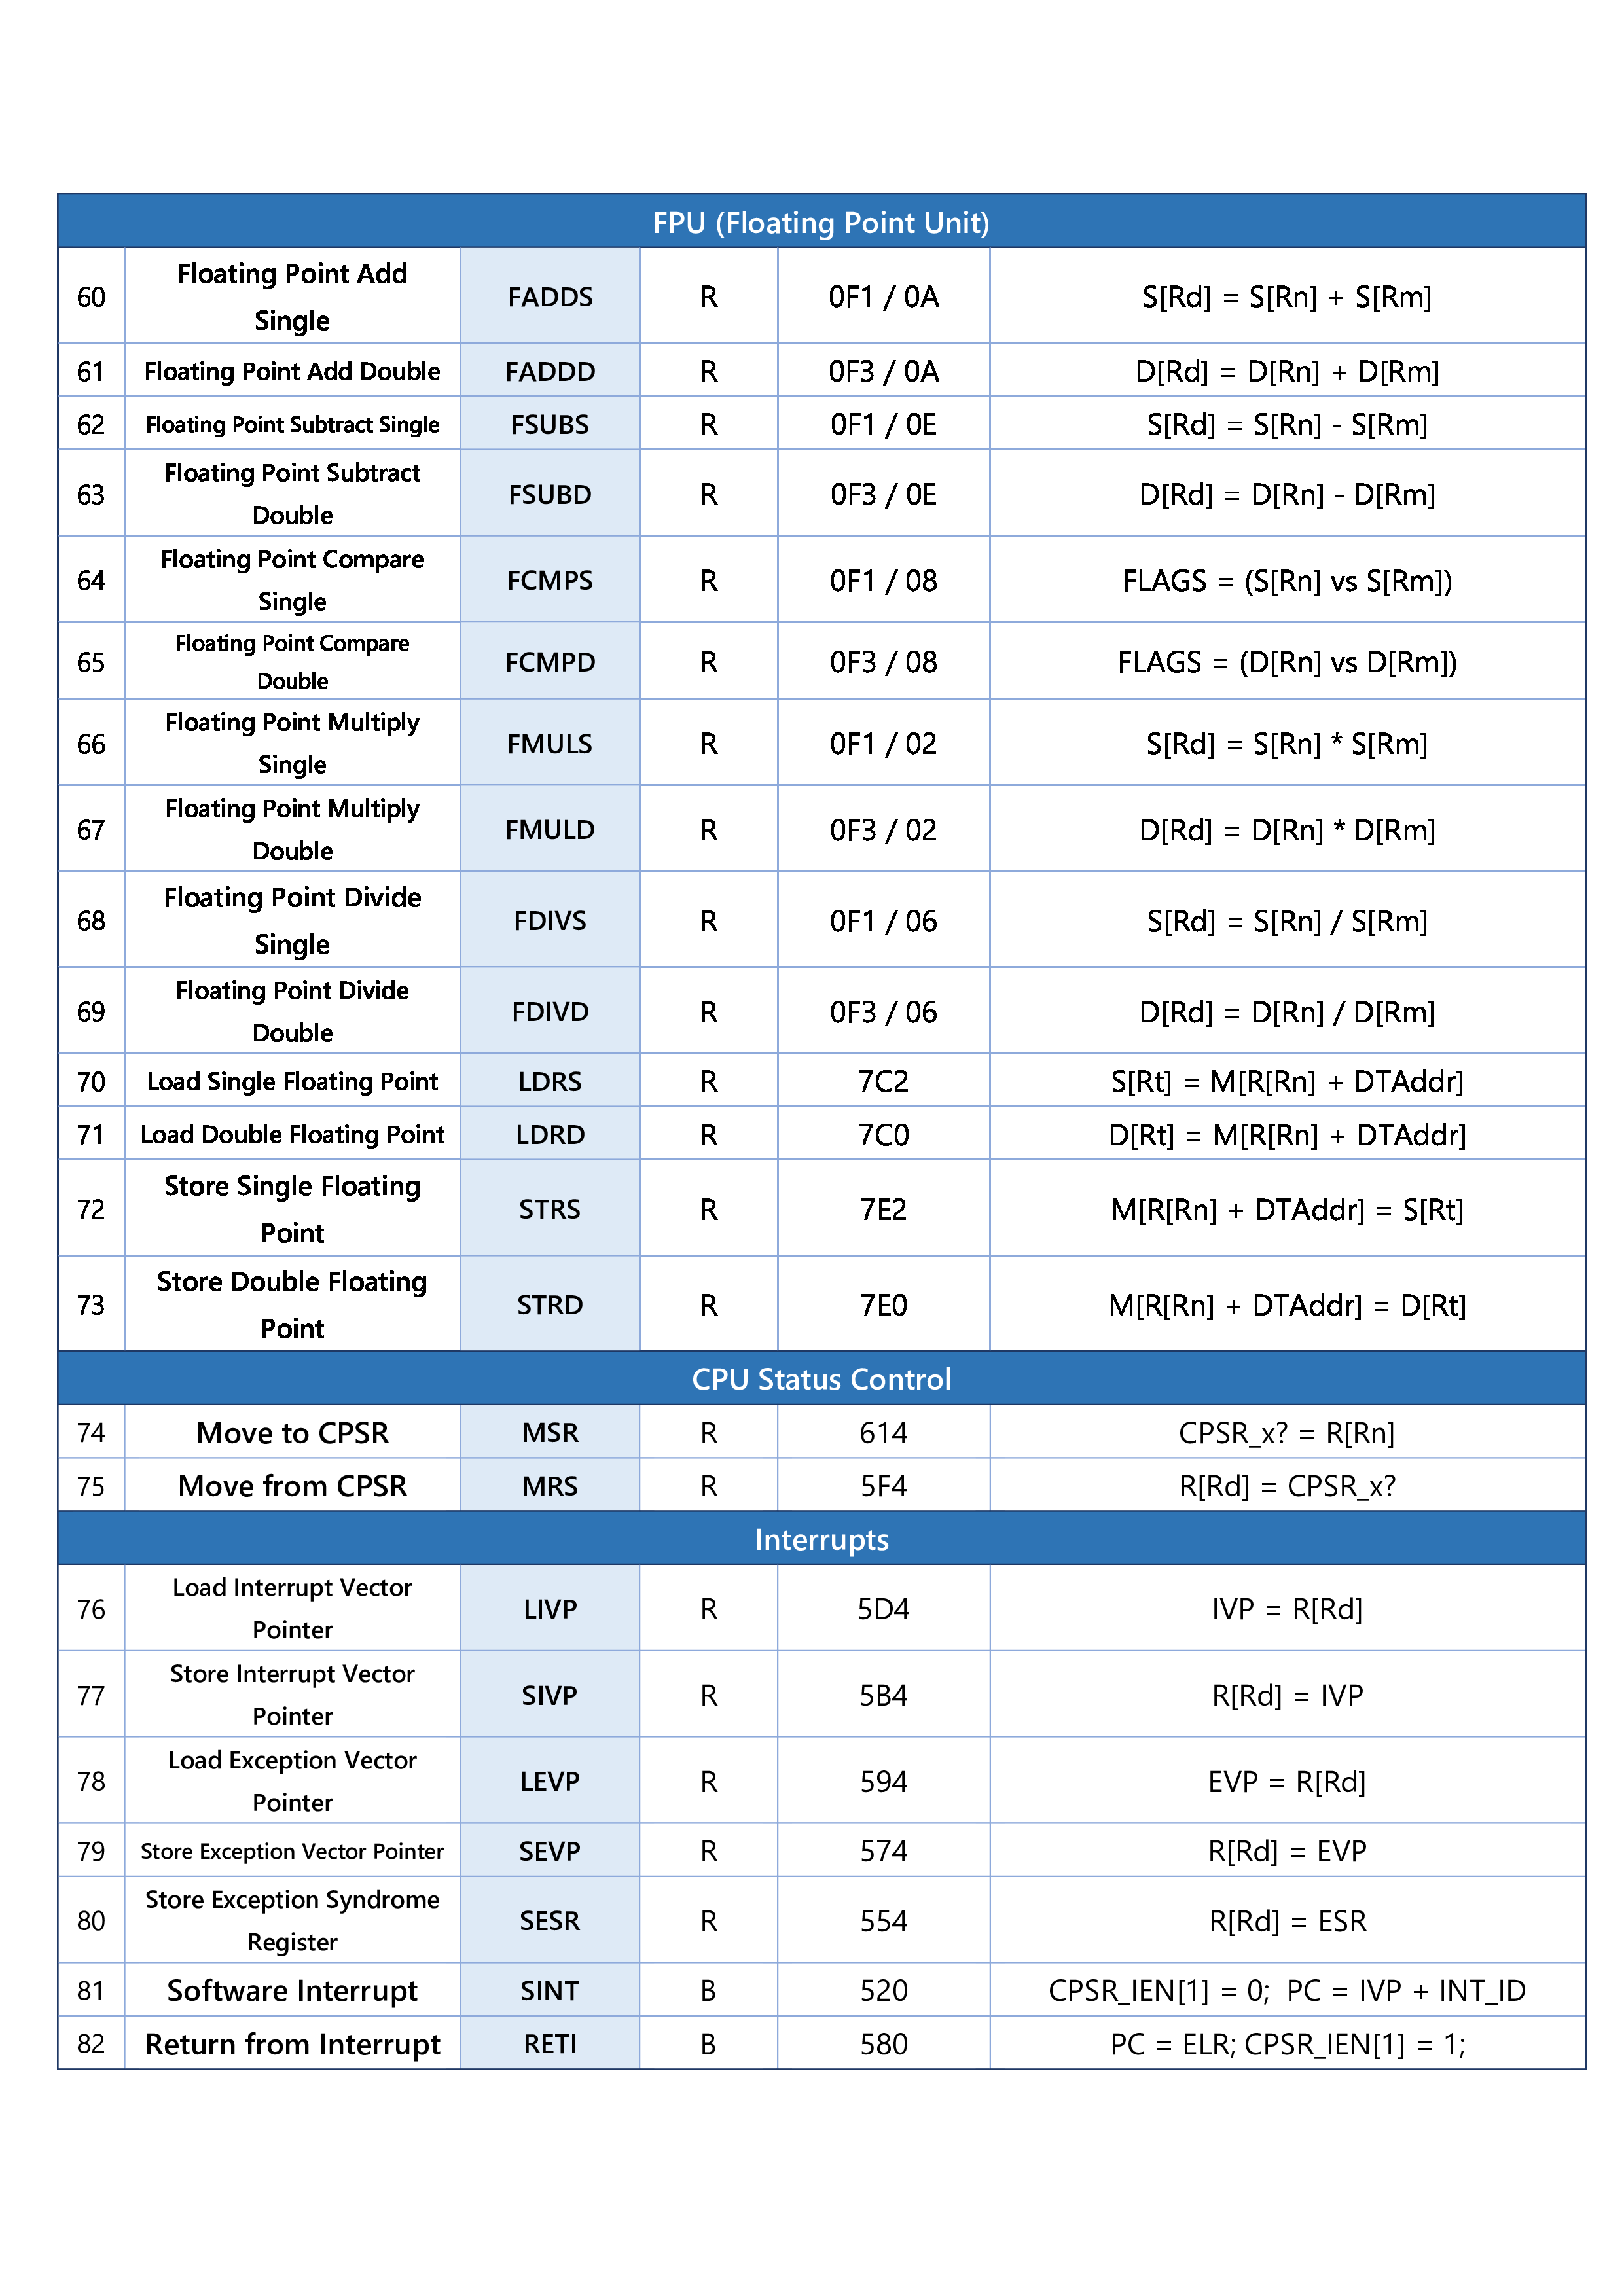 FPU (Floating Point Unit)
60 Floating Point Add Single FADDS R 0F1 / 0A S[Rd] = S[Rn] + S[Rm]
61 Floating Point Add Double FADDD R 0F3 / 0A D[Rd] = D[Rn] + D[Rm]
62 Floating Point Subtract Single FSUBS R 0F1 / 0E S[Rd] = S[Rn] - S[Rm]
63 Floating Point Subtract Double FSUBD R 0F3 / 0E D[Rd] = D[Rn] - D[Rm]
64 Floating Point Compare Single FCMPS R 0F1 / 08 FLAGS = (S[Rn] vs S[Rm])
65 Floating Point Compare Double FCMPD R 0F3 / 08 FLAGS = (D[Rn] vs D[Rm])
66 Floating Point Multiply Single FMULS R 0F1 / 02 S[Rd] = S[Rn] * S[Rm]
67 Floating Point Multiply Double FMULD R 0F3 / 02 D[Rd] = D[Rn] * D[Rm]
68 Floating Point Divide Single FDIVS R 0F1 / 06 S[Rd] = S[Rn] / S[Rm]
69 Floating Point Divide Double FDIVD R 0F3 / 06 D[Rd] = D[Rn] / D[Rm]
70 Load Single Floating Point LDRS R 7C2 S[Rt] = M[R[Rn] + DTAddr]
71 Load Double Floating Point LDRD R 7C0 D[Rt] = M[R[Rn] + DTAddr]
72 Store Single Floating Point STRS R 7E2 M[R[Rn] + DTAddr] = S[Rt]
73 Store Double Floating Point STRD R 7E0 M[R[Rn] + DTAddr] = D[Rt]
CPU Status Control
74 Move to CPSR MSR R 614 CPSR_x? = R[Rn]
75 Move from CPSR MRS R 5F4 R[Rd] = CPSR_x?
Interrupts
76 Load Interrupt Vector Pointer LIVP R 5D4 IVP = R[Rd]
77 Store Interrupt Vector Pointer SIVP R 5B4 R[Rd] = IVP
78 Load Exception Vector Pointer LEVP R 594 EVP = R[Rd]
79 Store Exception Vector Pointer SEVP R 574 R[Rd] = EVP
80 Store Exception Syndrome Register SESR R 554 R[Rd] = ESR
81 Software Interrupt SINT B 520 CPSR_IEN[1] = 0; PC = IVP + INT_ID
82 Return from Interrupt RETI B 580 PC = ELR; CPSR_IEN[1] = 1;